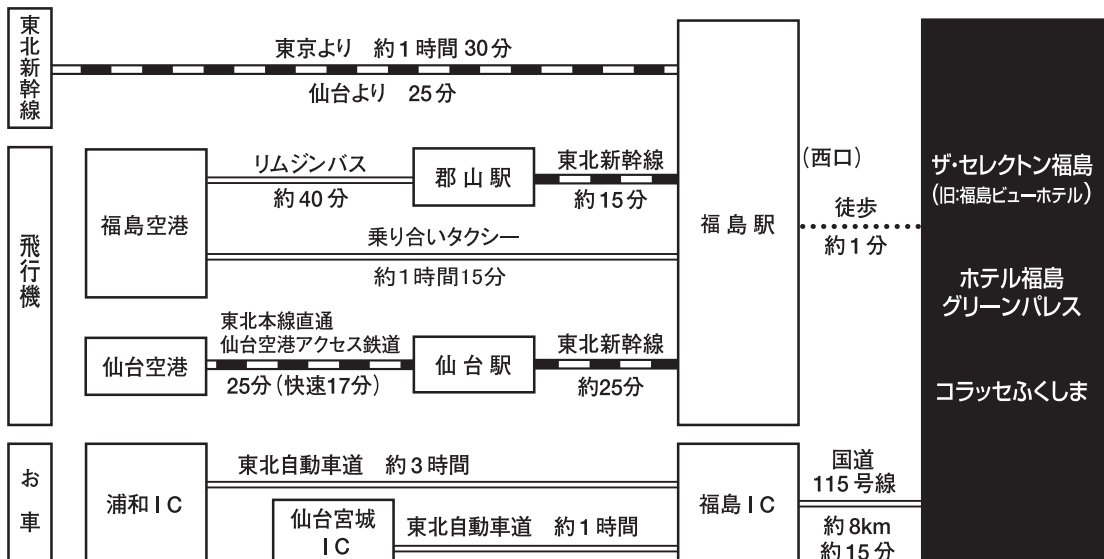 東北新幹線
東京より　約1時間30分
仙台より　25分
飛行機
福島空港
リムジンバス
約40分
郡山駅
東北新幹線
約15分
乗り合いタクシー
約1時間15分
仙台空港
東北本線直通
仙台空港アクセス鉄道
25分(快速17分)
仙台駅
東北新幹線
約25分
福島駅
(西口)
徒歩
約1分
お車
浦和IC
東北自動車道　約3時間
仙台宮城
IC
東北自動車道　約1時間
福島IC
国道
115号線
約8km
約15分
ザ・セレクトン福島
(旧:福島ビューホテル)
ホテル福島
グリーンパレス
コラッセふくしま